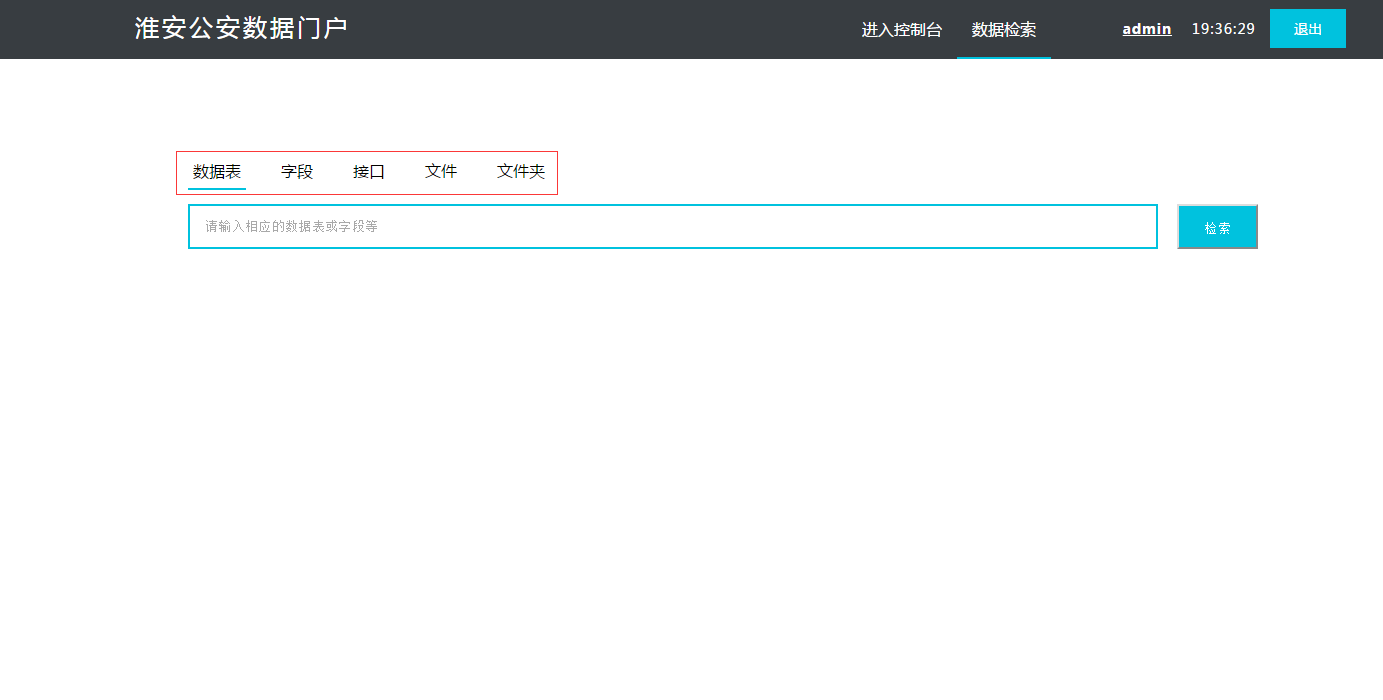 淮安公安数据门户 进入控制台 数据检索 admin 19:36:29 退出
数据表 字段 接口 文件 文件夹
请输入相应的数据表或字段等 检索